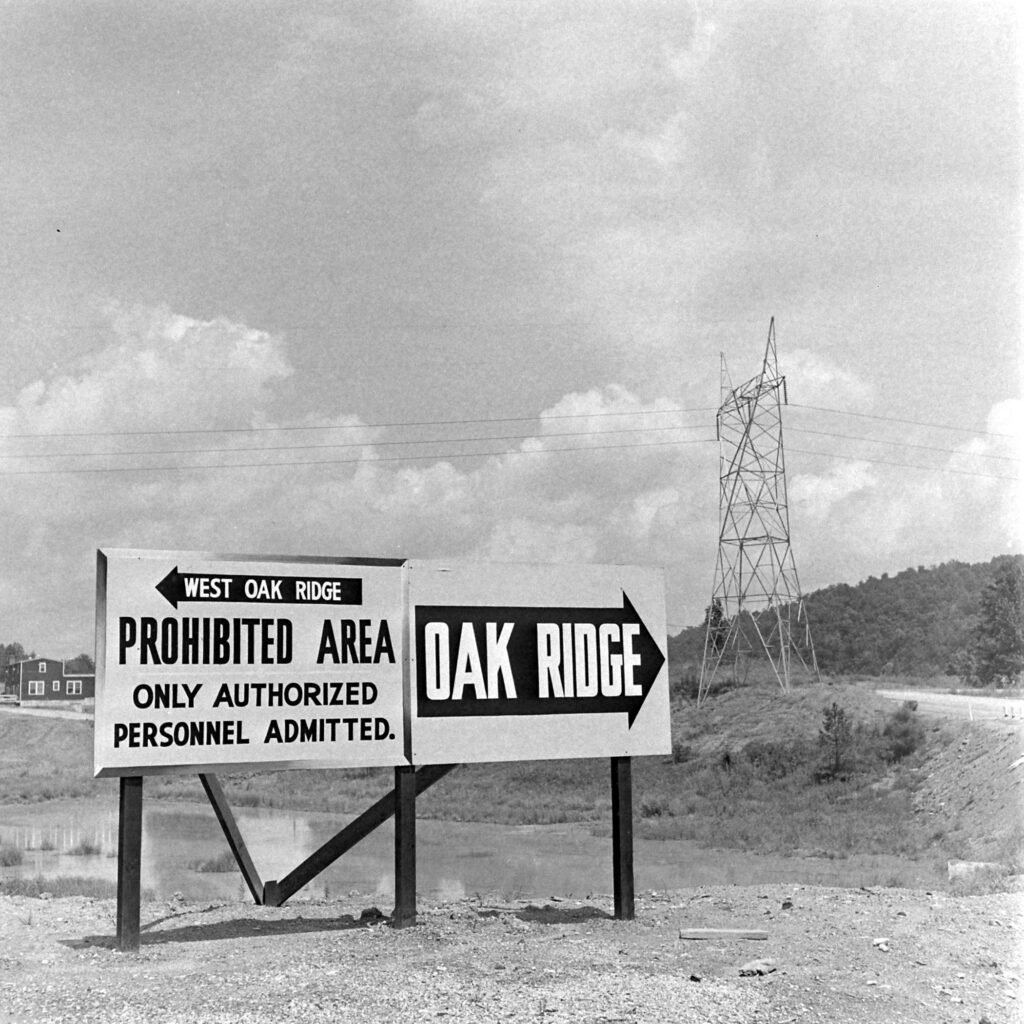 WEST OAK RIDGE
PROHIBITED AREA
ONLY AUTHORIZED
PERSONNEL ADMITTED.
OAK RIDGE